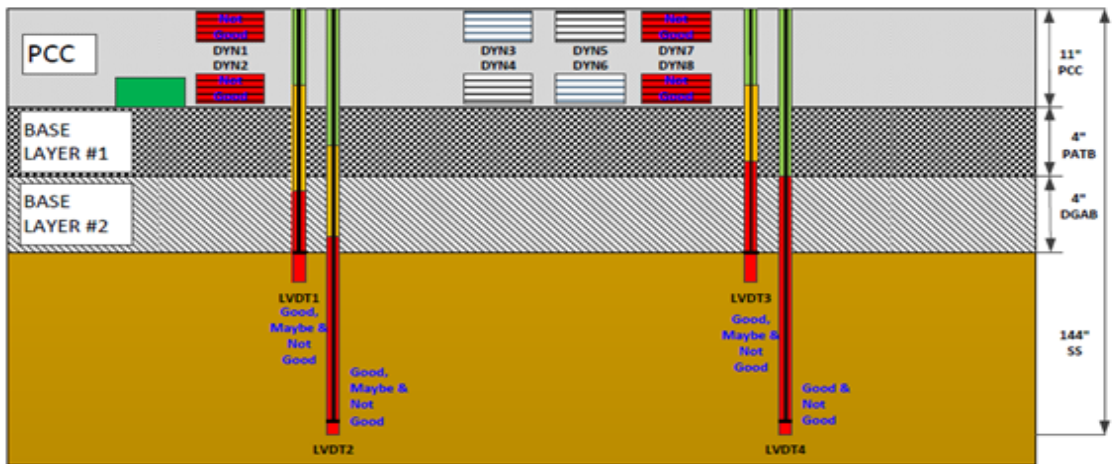 PCC
Not
Good
DYN1
DYN2
Not
Good
DYN3
DYN4
DYN5
DYN6
Not
Good
DYN7
DYN8
Not
Good
11"
PCC
BASE
LAYER #1
4"
PATB
BASE
LAYER #2
4"
DGAB
LVDT1
Good,
Maybe &
Not
Good
Good,
Maybe &
Not
Good
LVDT2
LVDT3
Good,
Maybe &
Not
Good
Good &
Not
Good
LVDT4
144"
SS